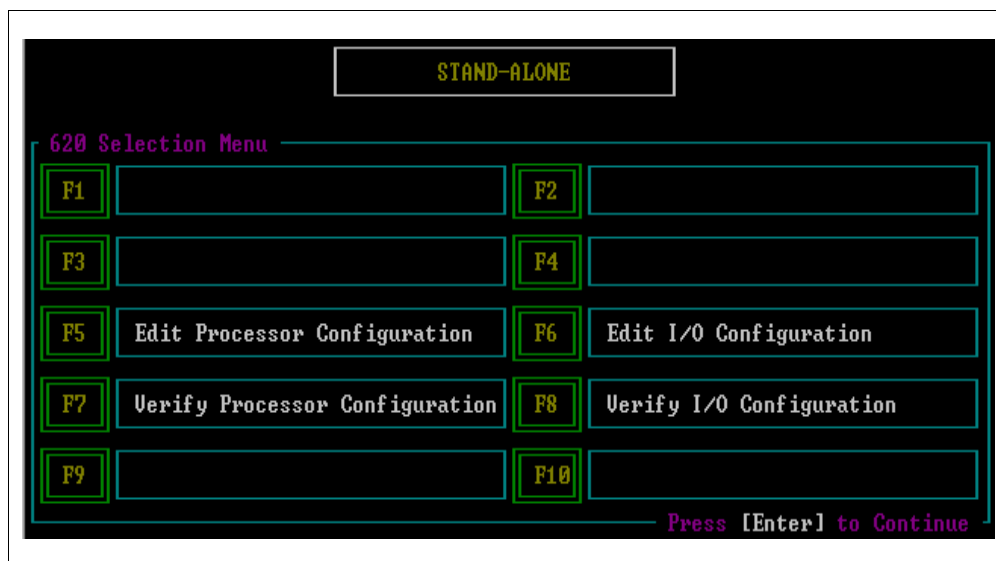 STAND-ALONE
620 Selection Menu
F1 F2
F3 F4
F5 Edit Processor Configuration F6 Edit I/O Configuration
F7 Verify Processor Configuration F8 Verify I/O Configuration
F9 F10
Press [Enter] to Continue